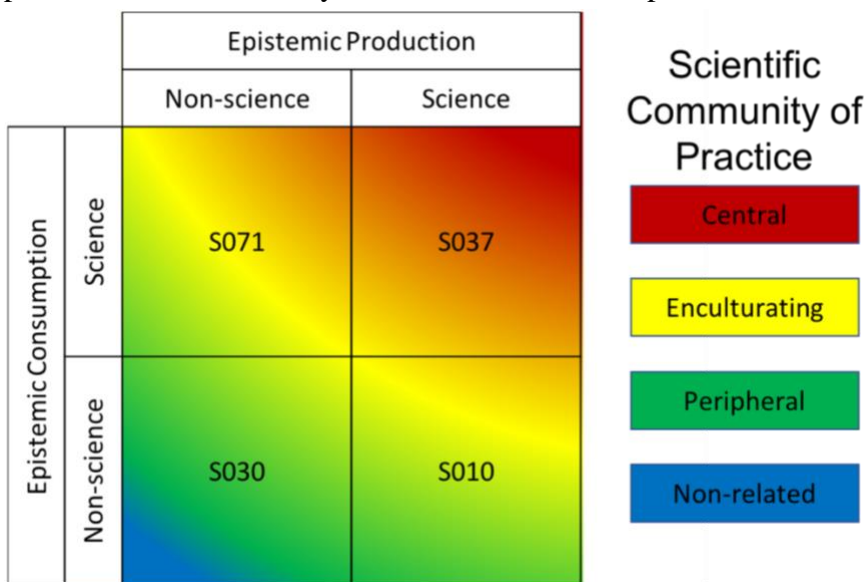 Epistemic Production
Non-science
Science
Epistemic Consumption
Science
Non-science
S071
S037
S030
S010
Scientific
Community of
Practice
Central
Enculturating
Peripheral
Non-related